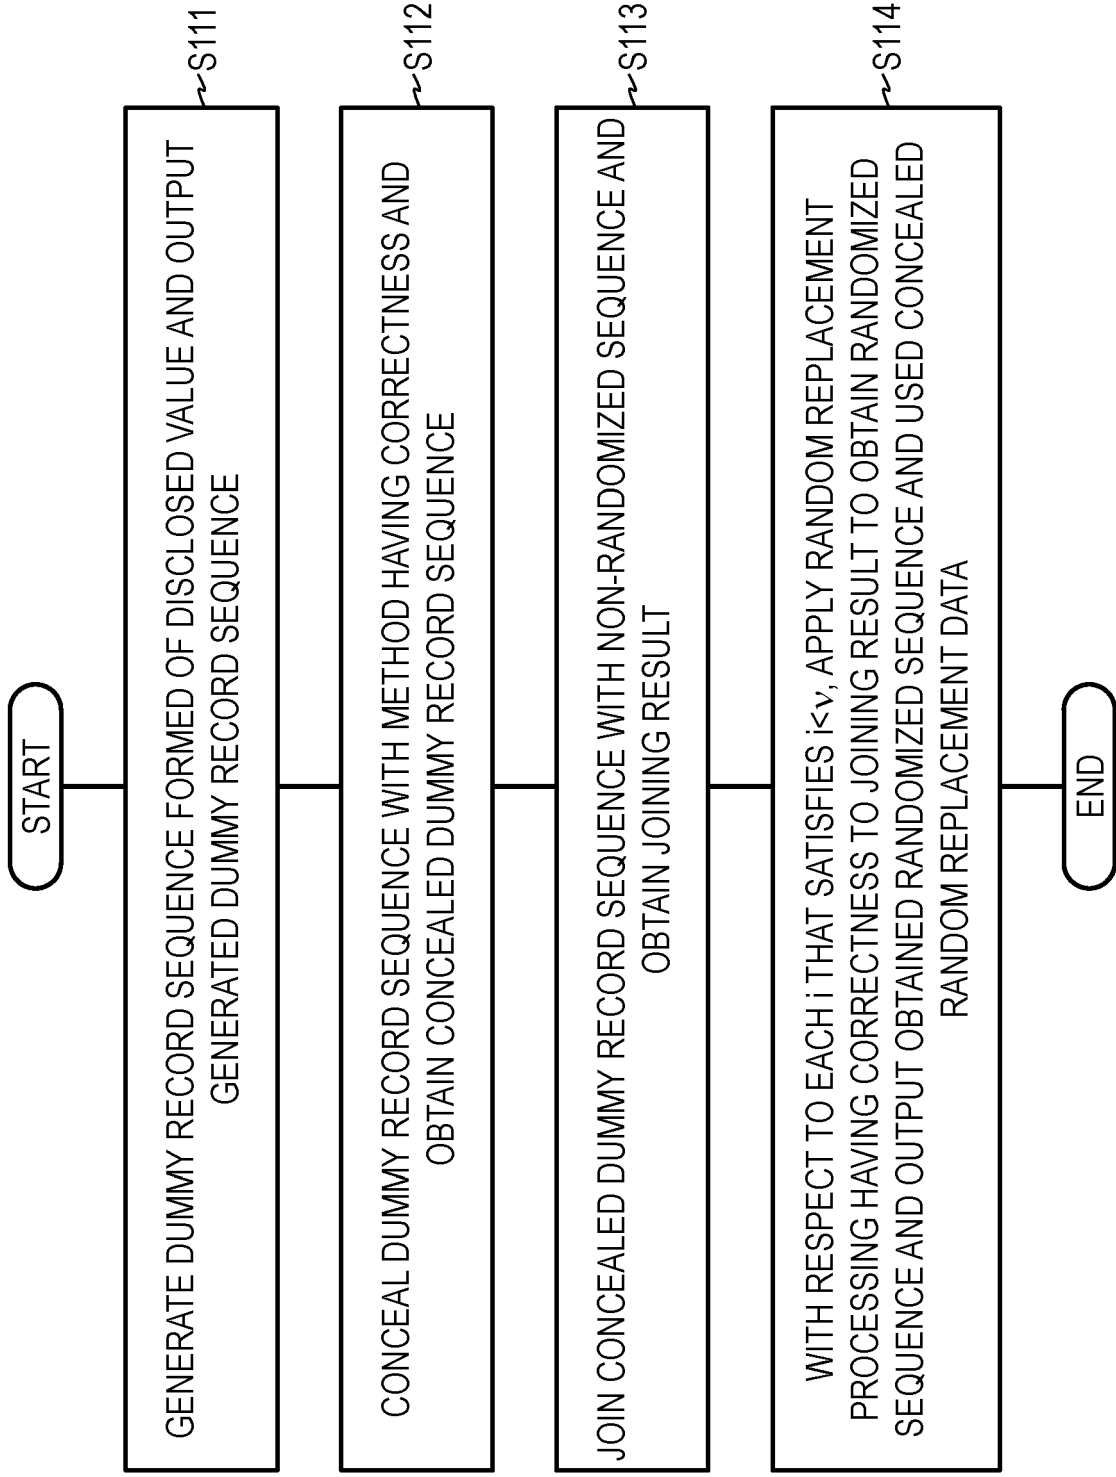 START
GENERATE DUMMY RECORD SEQUENCE FORMED OF DISCLOSED VALUE AND OUTPUT
GENERATED DUMMY RECORD SEQUENCE
S111
CONCEAL DUMMY RECORD SEQUENCE WITH METHOD HAVING CORRECTNESS AND
OBTAIN CONCEALED DUMMY RECORD SEQUENCE
S112
JOIN CONCEALED DUMMY RECORD SEQUENCE WITH NON-RANDOMIZED SEQUENCE AND
OBTAIN JOINING RESULT
S113
WITH RESPECT TO EACH i THAT SATISFIES i<ν, APPLY RANDOM REPLACEMENT
PROCESSING HAVING CORRECTNESS TO JOINING RESULT TO OBTAIN RANDOMIZED
SEQUENCE AND OUTPUT OBTAINED RANDOMIZED SEQUENCE AND USED CONCEALED
RANDOM REPLACEMENT DATA
S114
END